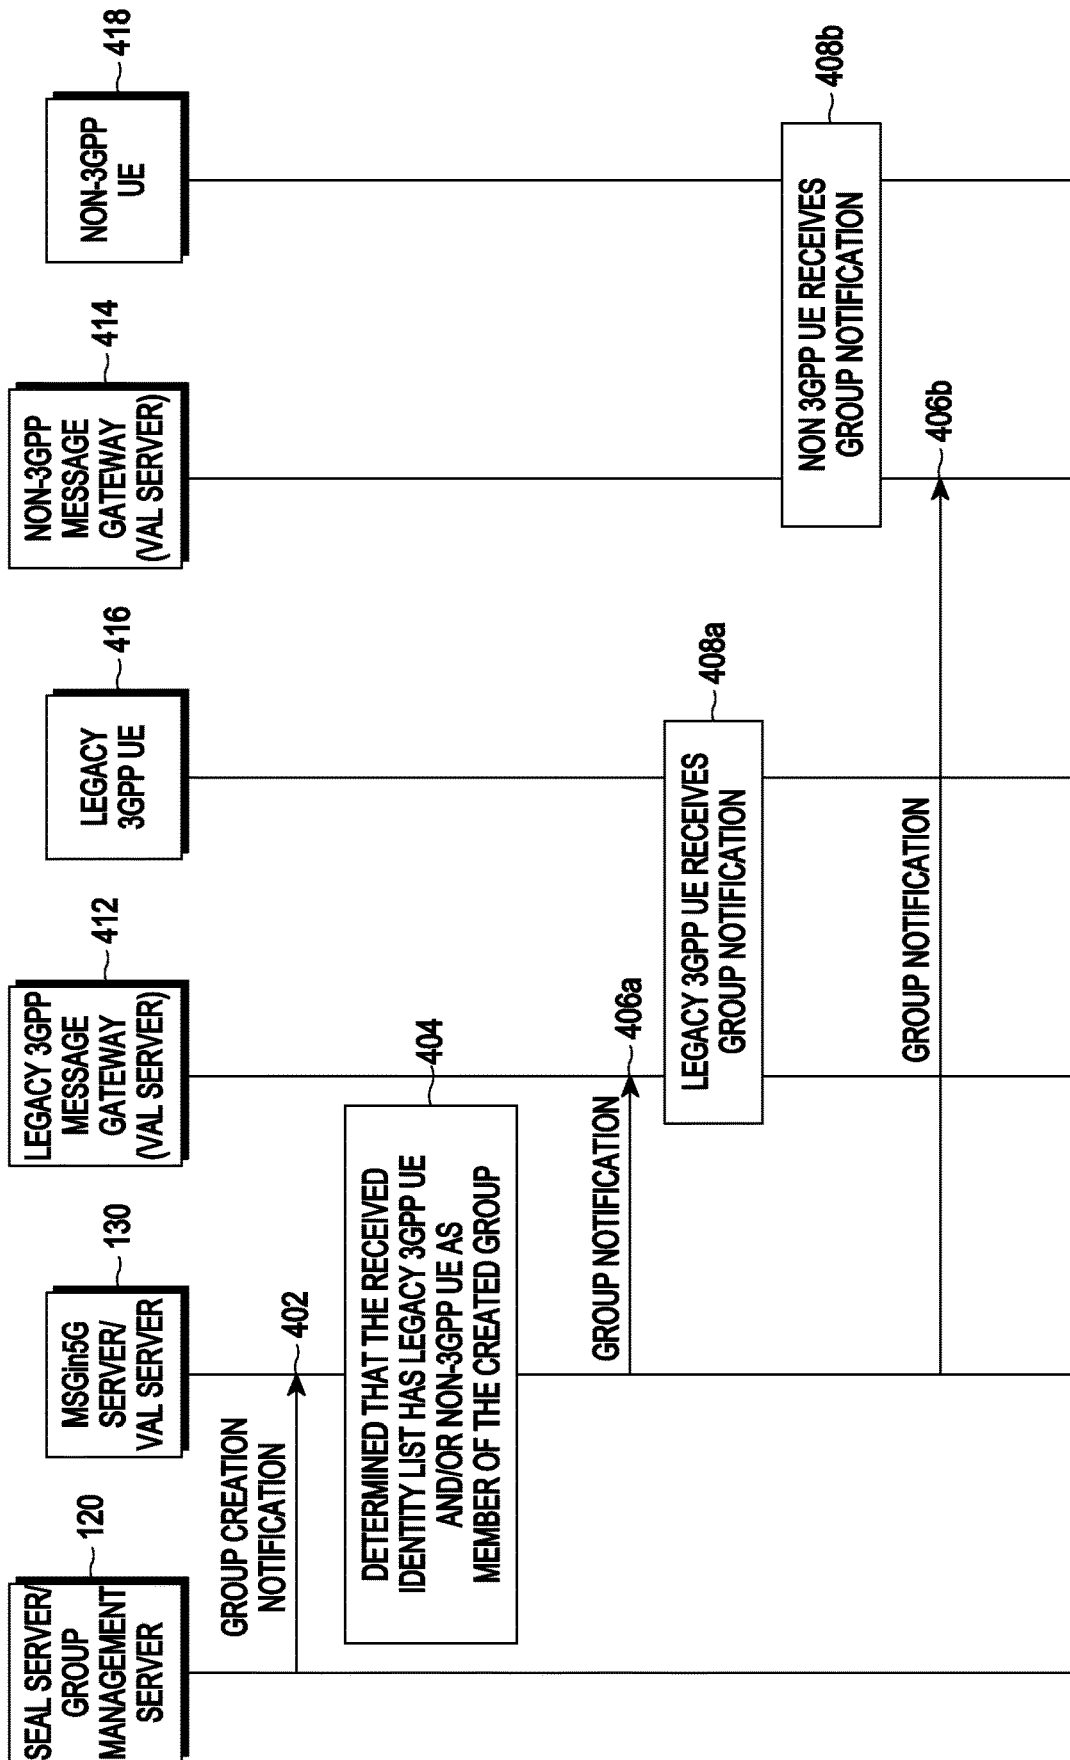 SEAL SERVER/
GROUP
MANAGEMENT
SERVER
120
MSGin5G
SERVER/
VAL SERVER
130
LEGACY 3GPP
MESSAGE
GATEWAY
(VAL SERVER)
412
LEGACY
3GPP UE
416
NON-3GPP
MESSAGE
GATEWAY
(VAL SERVER)
414
NON-3GPP
UE
418
GROUP CREATION
NOTIFICATION
402
DETERMINED THAT THE RECEIVED
IDENTITY LIST HAS LEGACY 3GPP UE
AND/OR NON-3GPP UE AS
MEMBER OF THE CREATED GROUP
404
GROUP NOTIFICATION
406a
LEGACY 3GPP UE RECEIVES
GROUP NOTIFICATION
408a
NON 3GPP UE RECEIVES
GROUP NOTIFICATION
408b
GROUP NOTIFICATION
406b